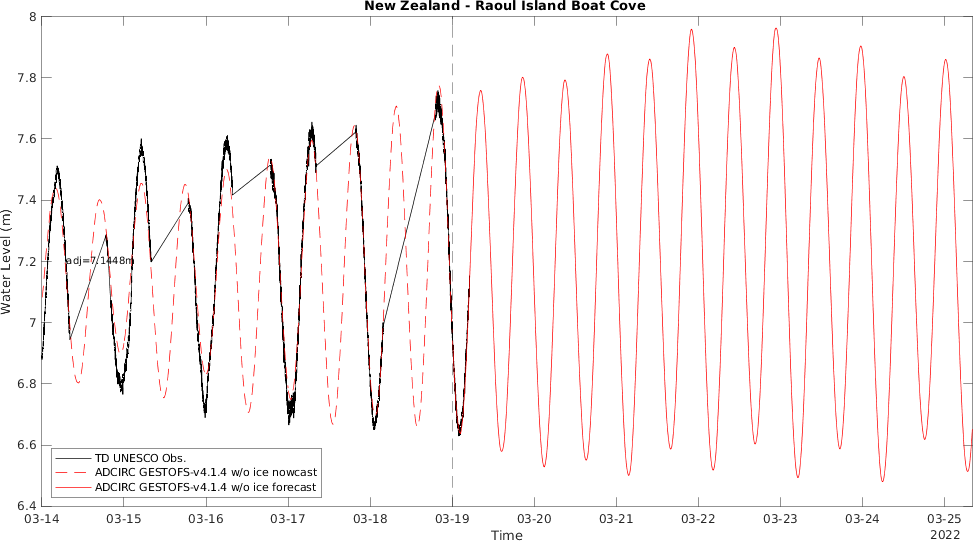 New Zealand - Raoul Island Boat Cove
Water Level (m)
8
7.8
7.6
7.4
7.2
7
6.8
6.6
6.4
adj=7.1448m
TD UNESCO Obs.
ADCIRC GESTOFS-v4.1.4 w/o ice nowcast
ADCIRC GESTOFS-v4.1.4 w/o ice forecast
03-14 03-15 03-16 03-17 03-18 03-19 03-20 03-21 03-22 03-23 03-24 03-25
2022
Time